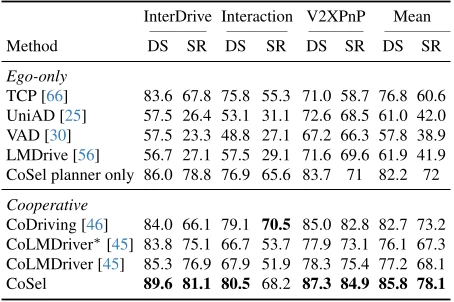 InterDrive Interaction V2XPnP Mean
Method DS SR DS SR DS SR DS SR
Ego-only
TCP [66] 83.6 67.8 75.8 55.3 71.0 58.7 76.8 60.6
UniAD [25] 57.5 26.4 53.1 31.1 72.6 68.5 61.0 42.0
VAD [30] 57.5 23.3 48.8 27.1 67.2 66.3 57.8 38.9
LMDrive [56] 56.7 27.1 57.5 29.1 71.6 69.6 61.9 41.9
CoSel planner only 86.0 78.8 76.9 65.6 83.7 71 82.2 72
Cooperative
CoDriving [46] 84.0 66.1 79.1 70.5 85.0 82.8 82.7 73.2
CoLMDriver* [45] 83.8 75.1 66.7 53.7 77.9 73.1 76.1 67.3
CoLMDriver [45] 85.3 76.9 67.9 51.9 78.3 75.4 77.2 68.1
CoSel 89.6 81.1 80.5 68.2 87.3 84.9 85.8 78.1